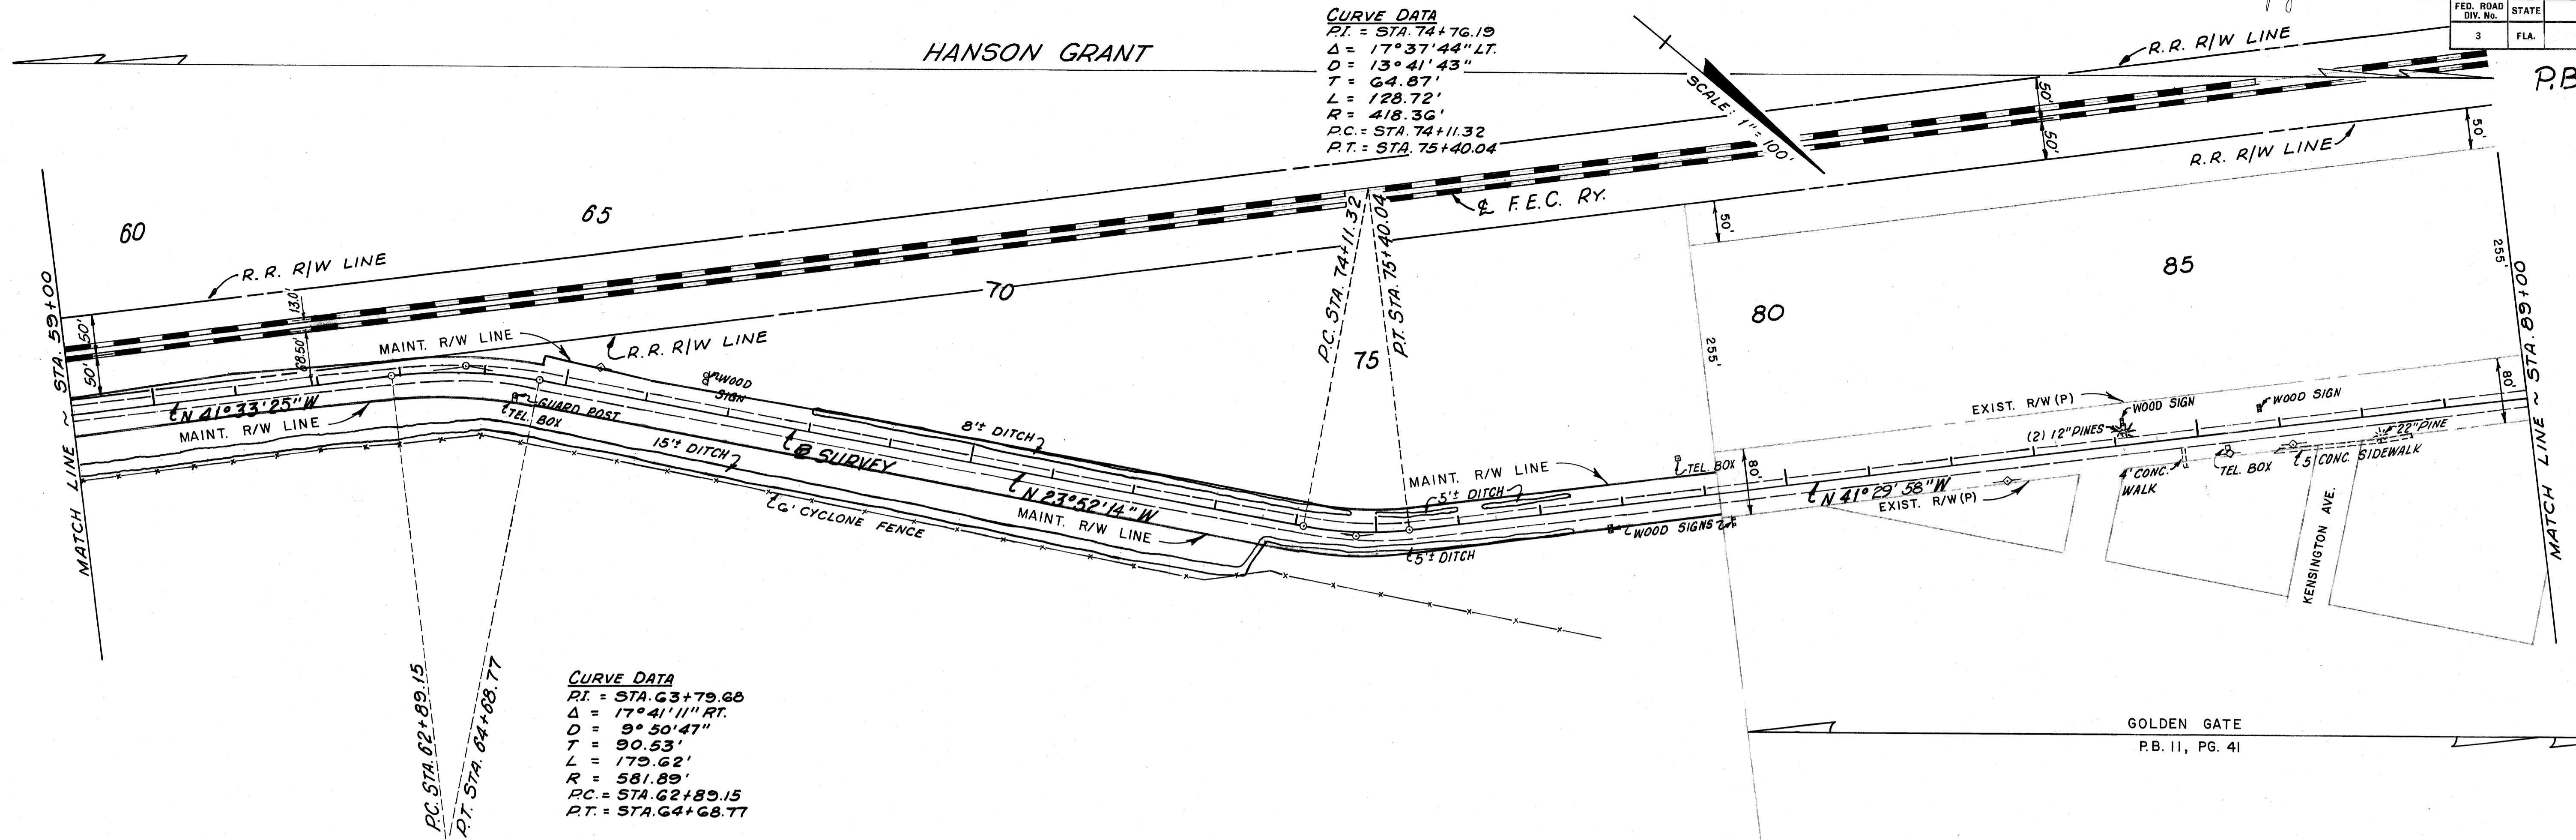 FED. ROAD DIV. No.
STATE
3
FLA.
P.B
HANSON GRANT
CURVE DATA
P.I. = STA. 74+76.19
Δ = 17°37'44" LT.
D = 13°41'43"
T = 64.87'
L = 128.72'
R = 418.36'
P.C. = STA. 74+11.32
P.T. = STA. 75+40.04
SCALE: 1" = 100'
R.R. R/W LINE
50'
50'
R.R. R/W LINE
50'
60
65
70
75
80
85
℄ F.E.C. RY.
R.R. R/W LINE
13.0'
68.50'
50'
50'
MATCH LINE ~ STA. 59+00
MAINT. R/W LINE
R.R. R/W LINE
N 41°33'25" W
MAINT. R/W LINE
GUARD POST
TEL. BOX
WOOD
SIGN
15'± DITCH
8'± DITCH
℄ SURVEY
6' CYCLONE FENCE
N 23°52'14" W
MAINT. R/W LINE
P.C. STA. 74+11.32
P.T. STA. 75+40.04
MAINT. R/W LINE
5'± DITCH
5'± DITCH
TEL. BOX
WOOD SIGNS
50'
255'
80'
N 41°29'58" W
EXIST. R/W (P)
EXIST. R/W (P)
(2) 12" PINES
WOOD SIGN
WOOD SIGN
22" PINE
4' CONC.
WALK
TEL. BOX
5' CONC. SIDEWALK
KENSINGTON AVE.
255'
80'
MATCH LINE ~ STA. 89+00
P.C. STA. 62+89.15
P.T. STA. 64+68.77
CURVE DATA
P.I. = STA. 63+79.68
Δ = 17°41'11" RT.
D = 9°50'47"
T = 90.53'
L = 179.62'
R = 581.89'
P.C. = STA. 62+89.15
P.T. = STA. 64+68.77
GOLDEN GATE
P.B. 11, PG. 41